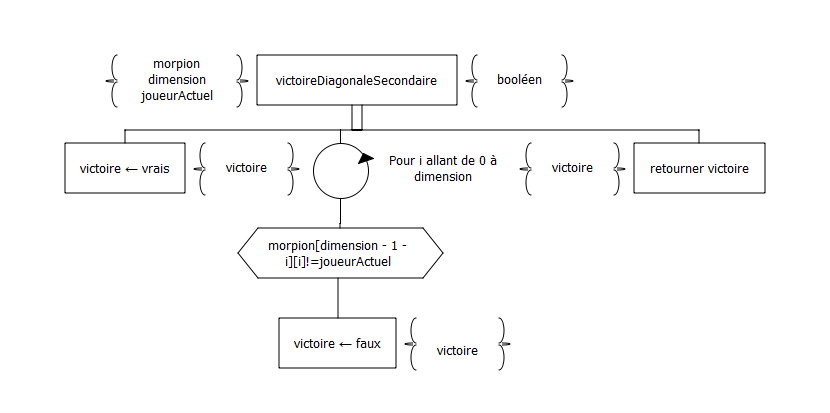 morpion
dimension
joueurActuel
victoireDiagonaleSecondaire
booléen
victoire ← vrais
victoire
Pour i allant de 0 à
dimension
victoire
retourner victoire
morpion[dimension - 1 -
i][i]!=joueurActuel
victoire ← faux
victoire